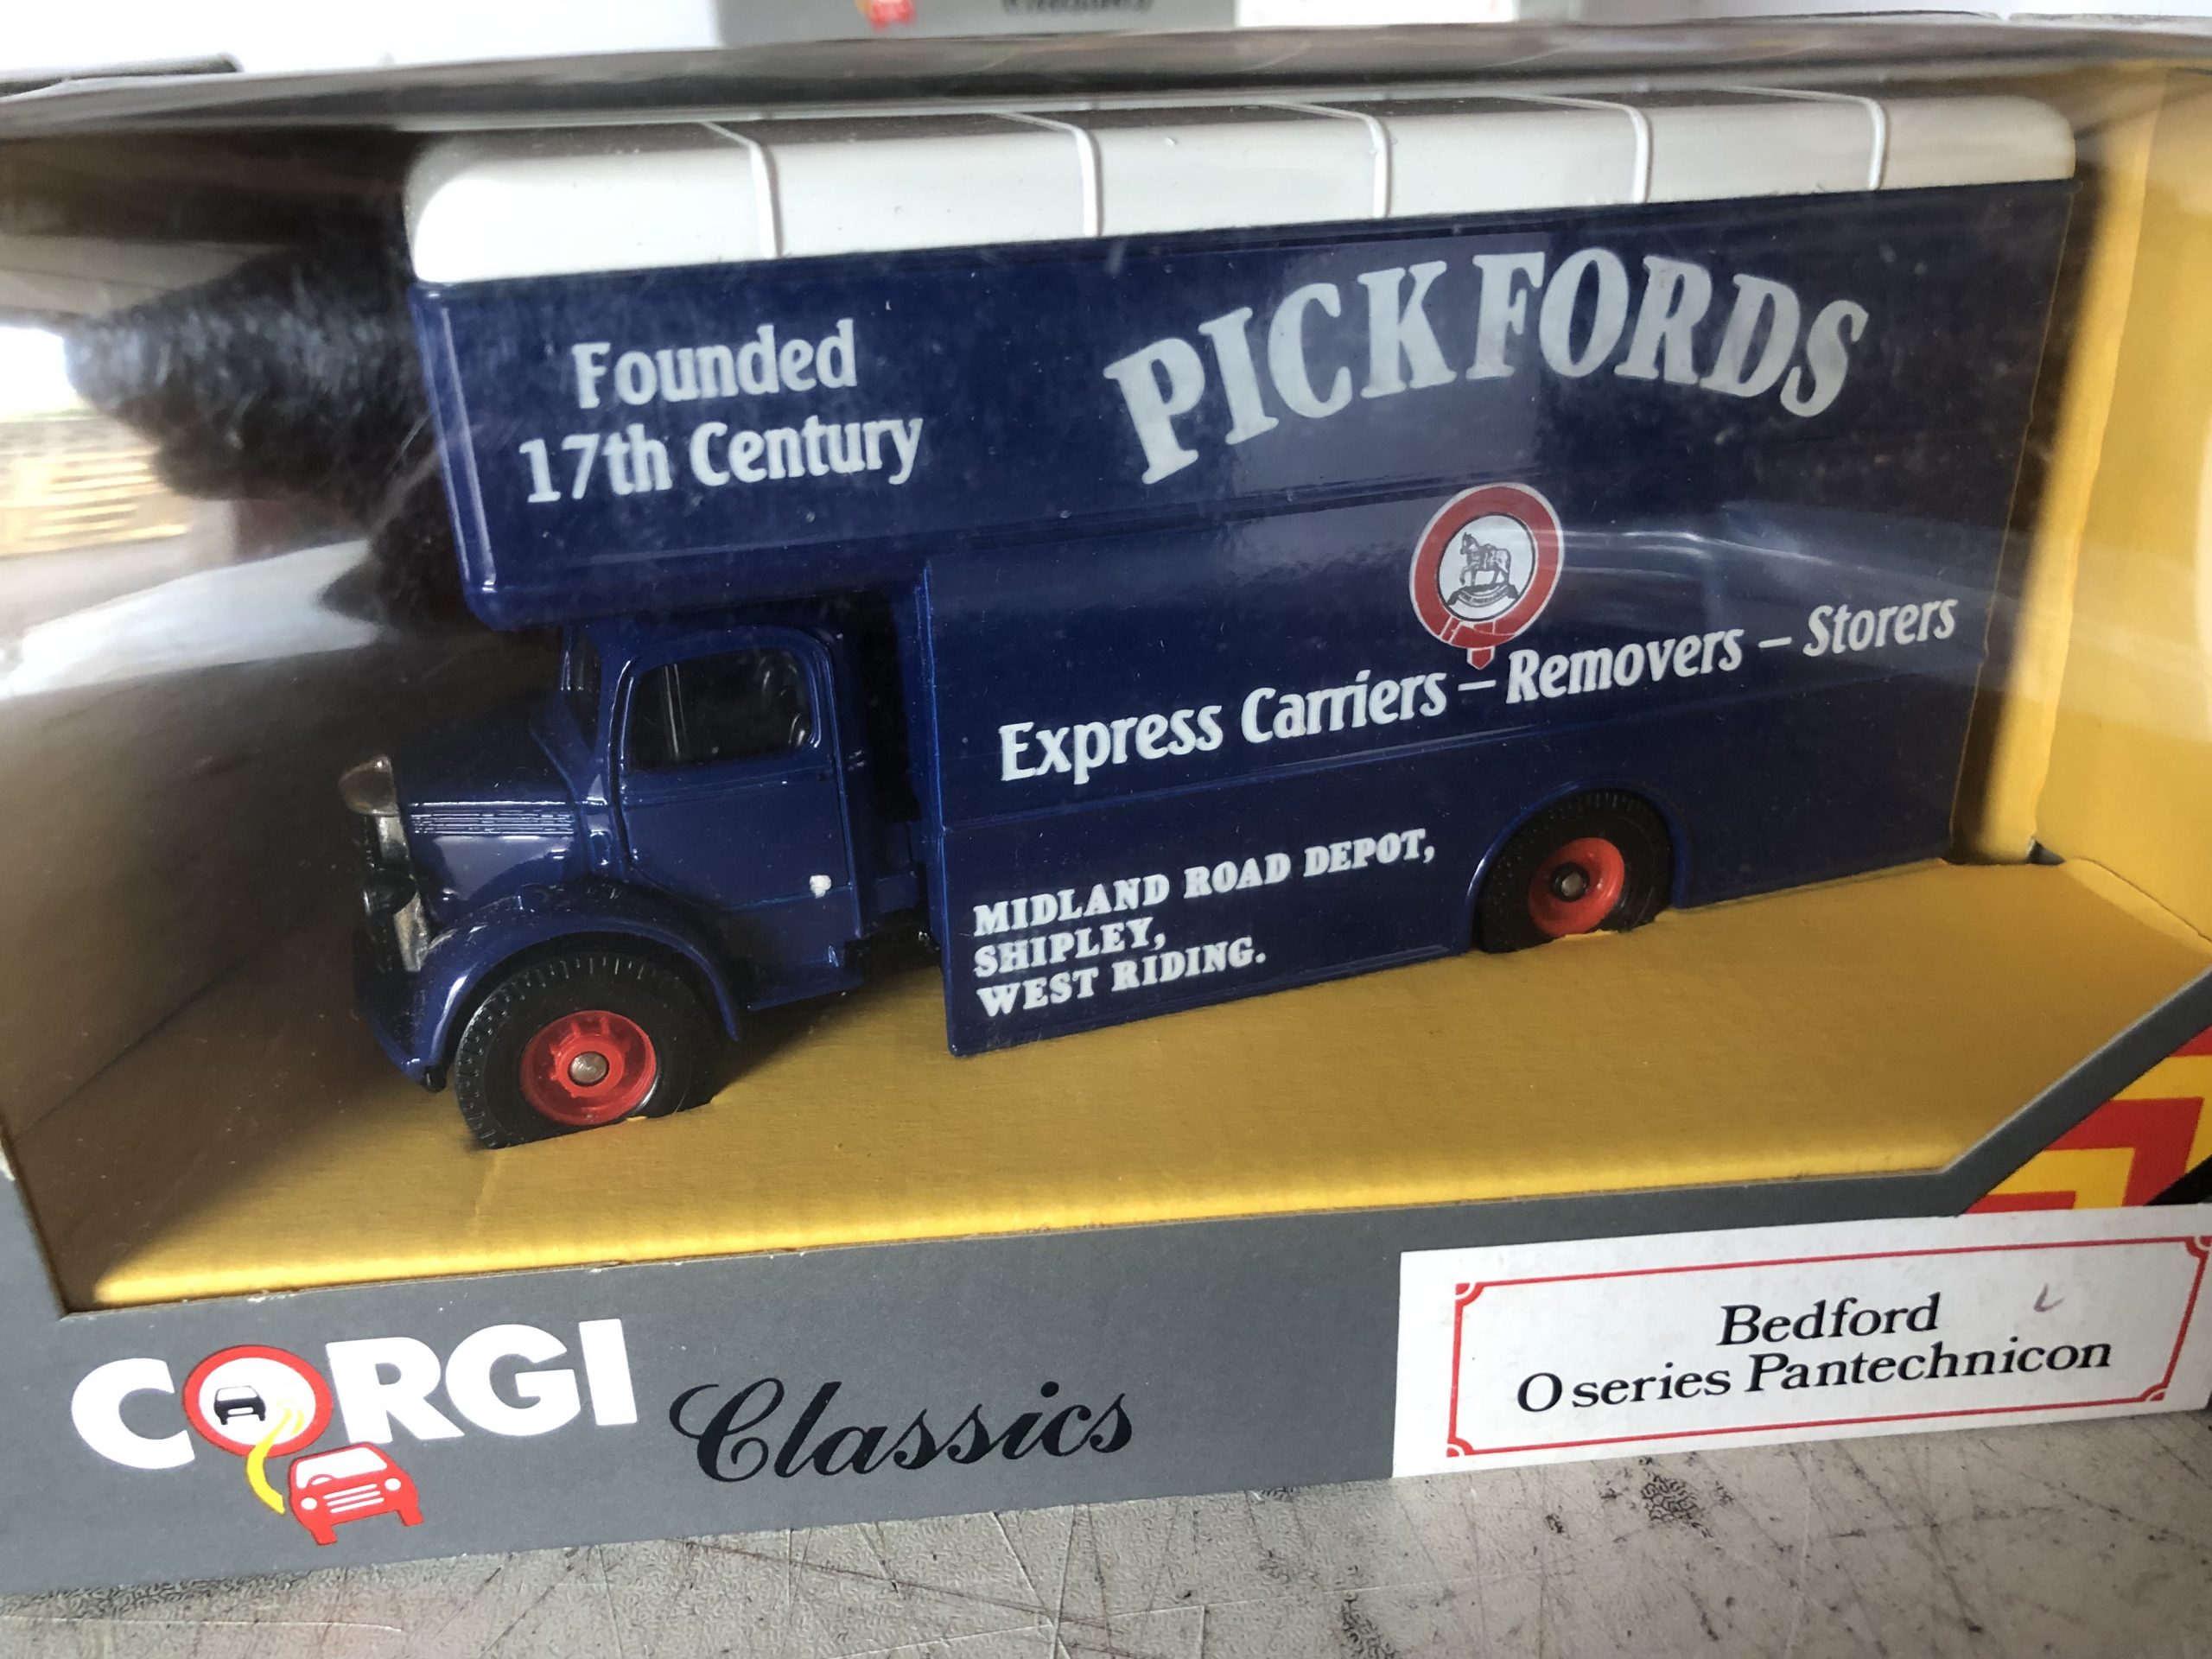 Founded
17th Century
PICKFORDS
Express Carriers – Removers – Storers
MIDLAND ROAD DEPOT,
SHIPLEY,
WEST RIDING.
CORGI Classics
Bedford
O series Pantechnicon